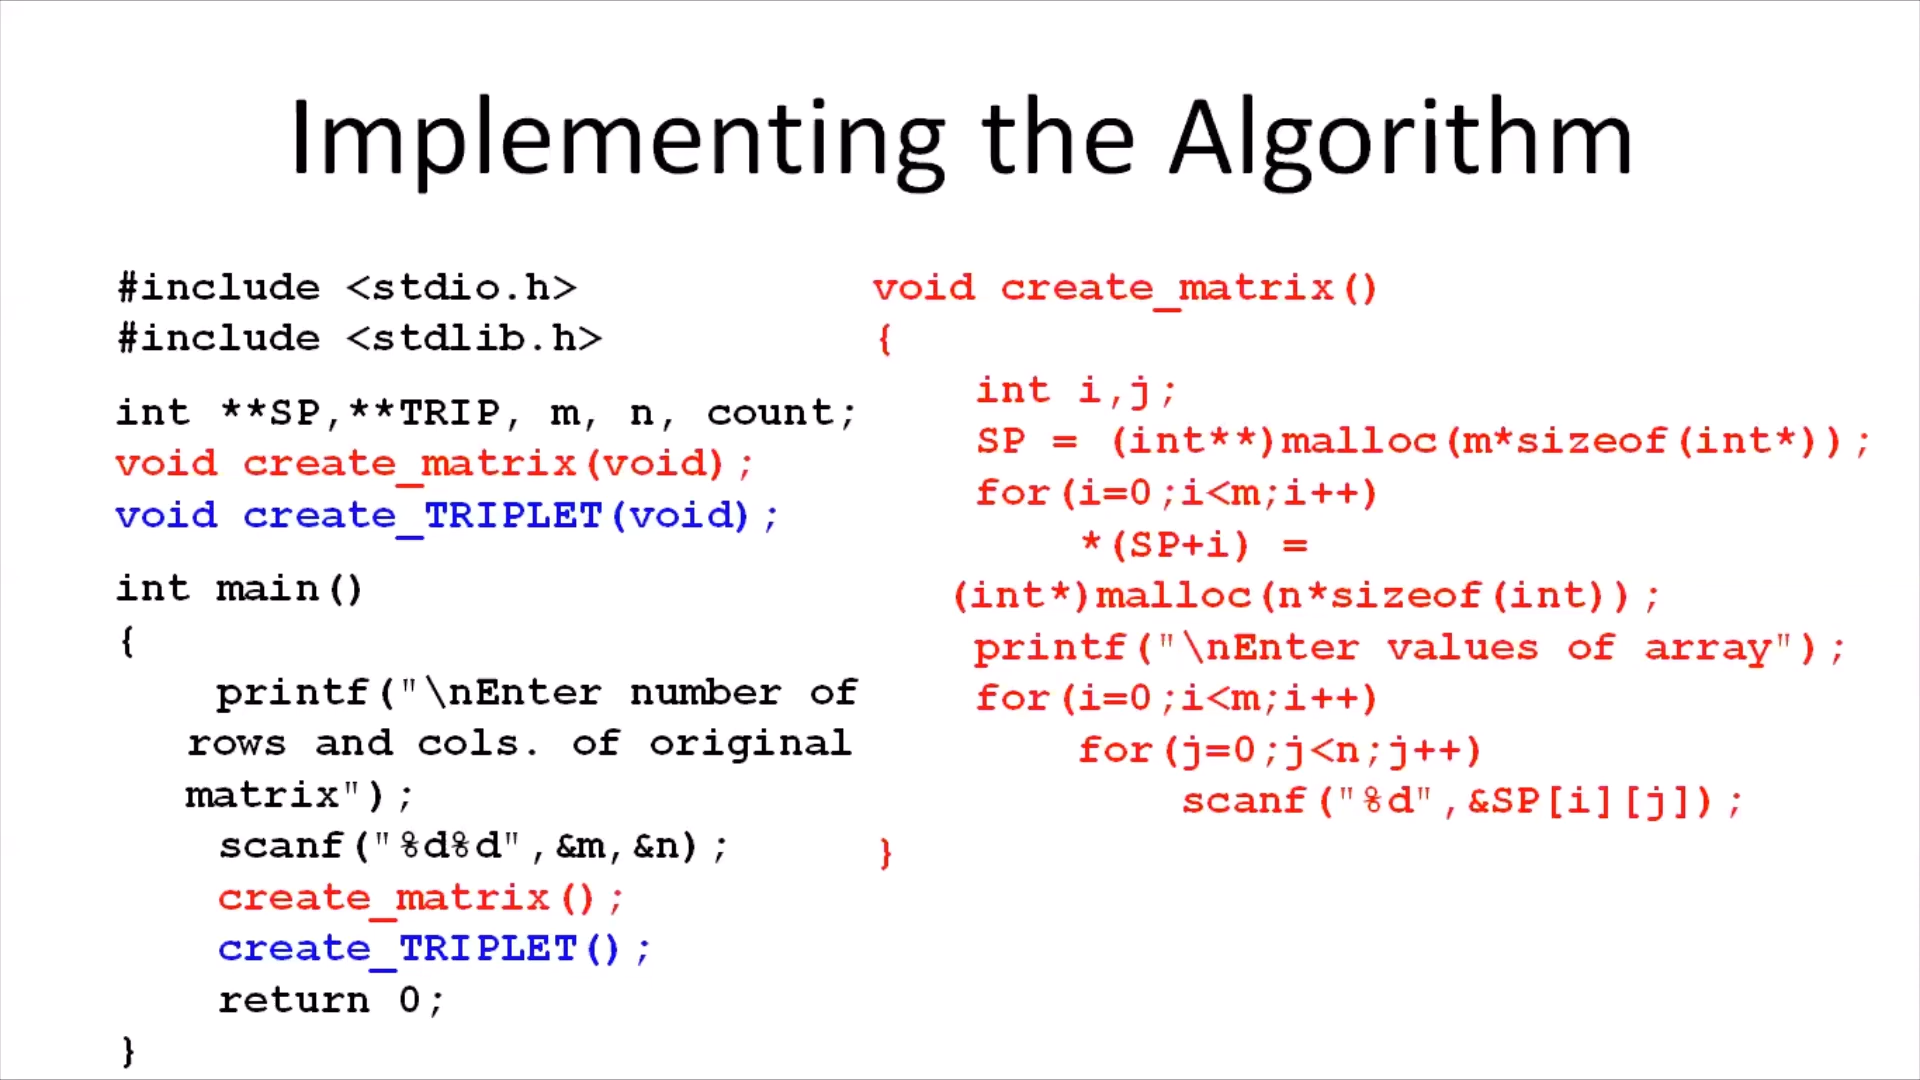 Implementing the Algorithm
#include <stdio.h>
#include <stdlib.h>
int **SP,**TRIP, m, n, count;
void create_matrix(void);
void create_TRIPLET(void);
int main()
{
printf("\nEnter number of
rows and cols. of original
matrix");
scanf("%d%d",&m,&n);
create_matrix();
create_TRIPLET();
return 0;
}
void create_matrix()
{
int i,j;
SP = (int**)malloc(m*sizeof(int*));
for(i=0;i<m;i++)
*(SP+i) =
(int*)malloc(n*sizeof(int));
printf("\nEnter values of array");
for(i=0;i<m;i++)
for(j=0;j<n;j++)
scanf("%d",&SP[i][j]);
}